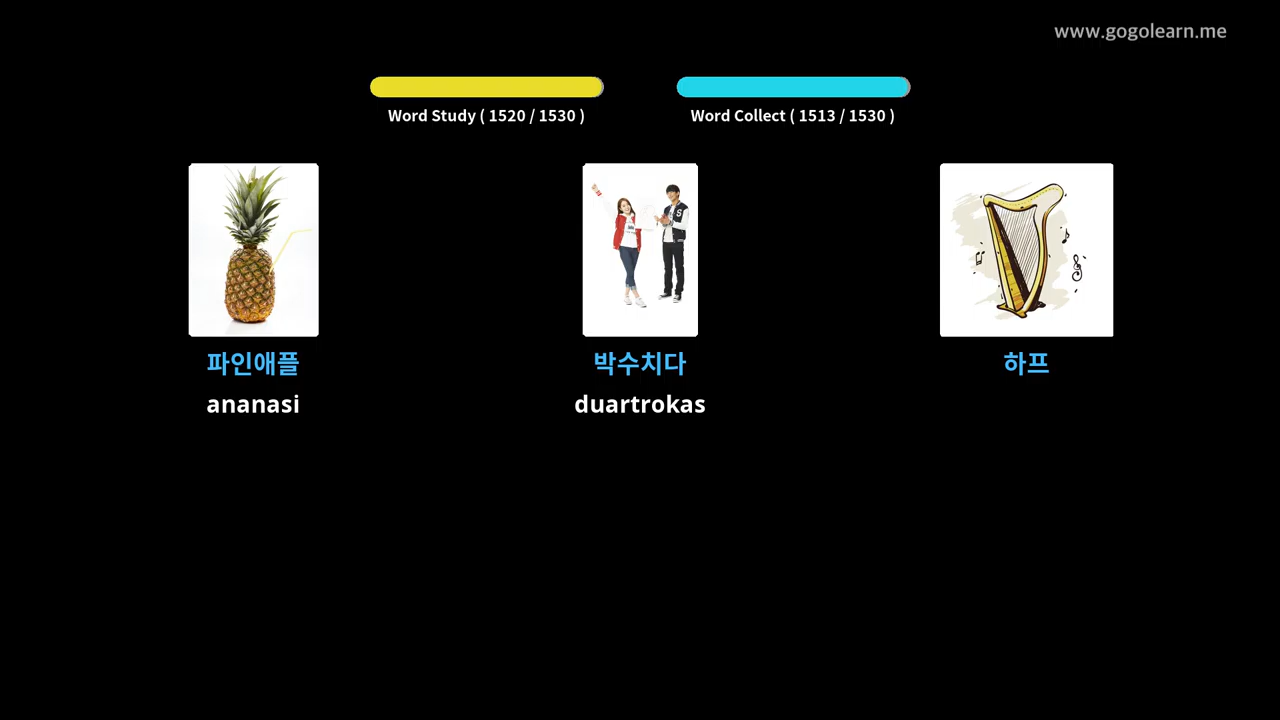 www.gogolearn.me
Word Study ( 1520 / 1530 )
Word Collect ( 1513 / 1530 )
파인애플
박수치다
하프
ananasi
duartrokas